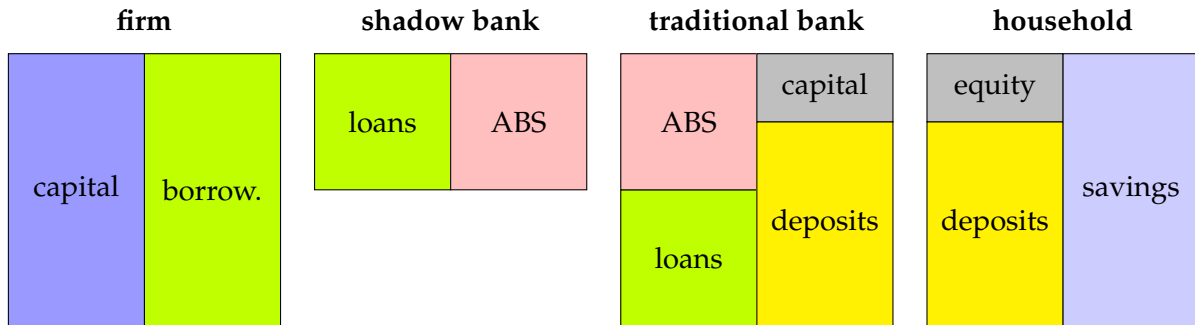 firm
shadow bank
traditional bank
household
capital
borrow.
loans
ABS
ABS
loans
capital
deposits
equity
deposits
savings